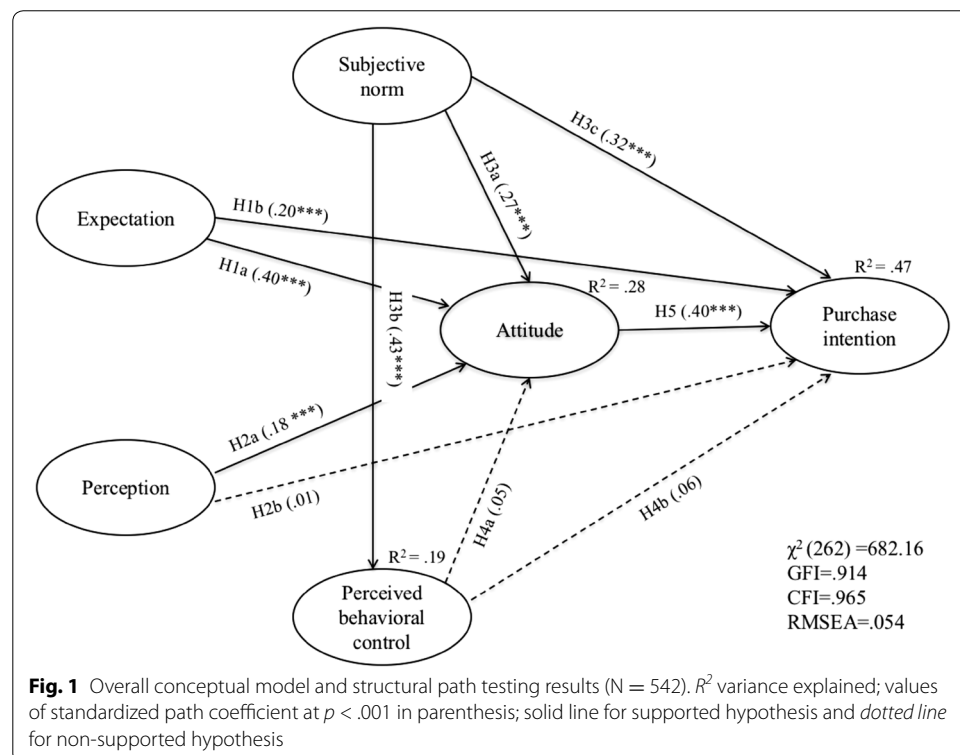 Subjective
norm
H3c (.32***)
H3a (.27***)
Expectation
H1b (.20***)
H1a (.40***)
H3b (.43***)
R² = .28
R² = .47
Attitude
H5 (.40***)
Purchase
intention
H2a (.18 ***)
Perception
H2b (.01)
H4a (.05)
H4b (.06)
R² = .19
Perceived
behavioral
control
χ² (262) =682.16
GFI=.914
CFI=.965
RMSEA=.054
Fig. 1 Overall conceptual model and structural path testing results (N = 542). R² variance explained; values
of standardized path coefficient at p < .001 in parenthesis; solid line for supported hypothesis and dotted line
for non-supported hypothesis